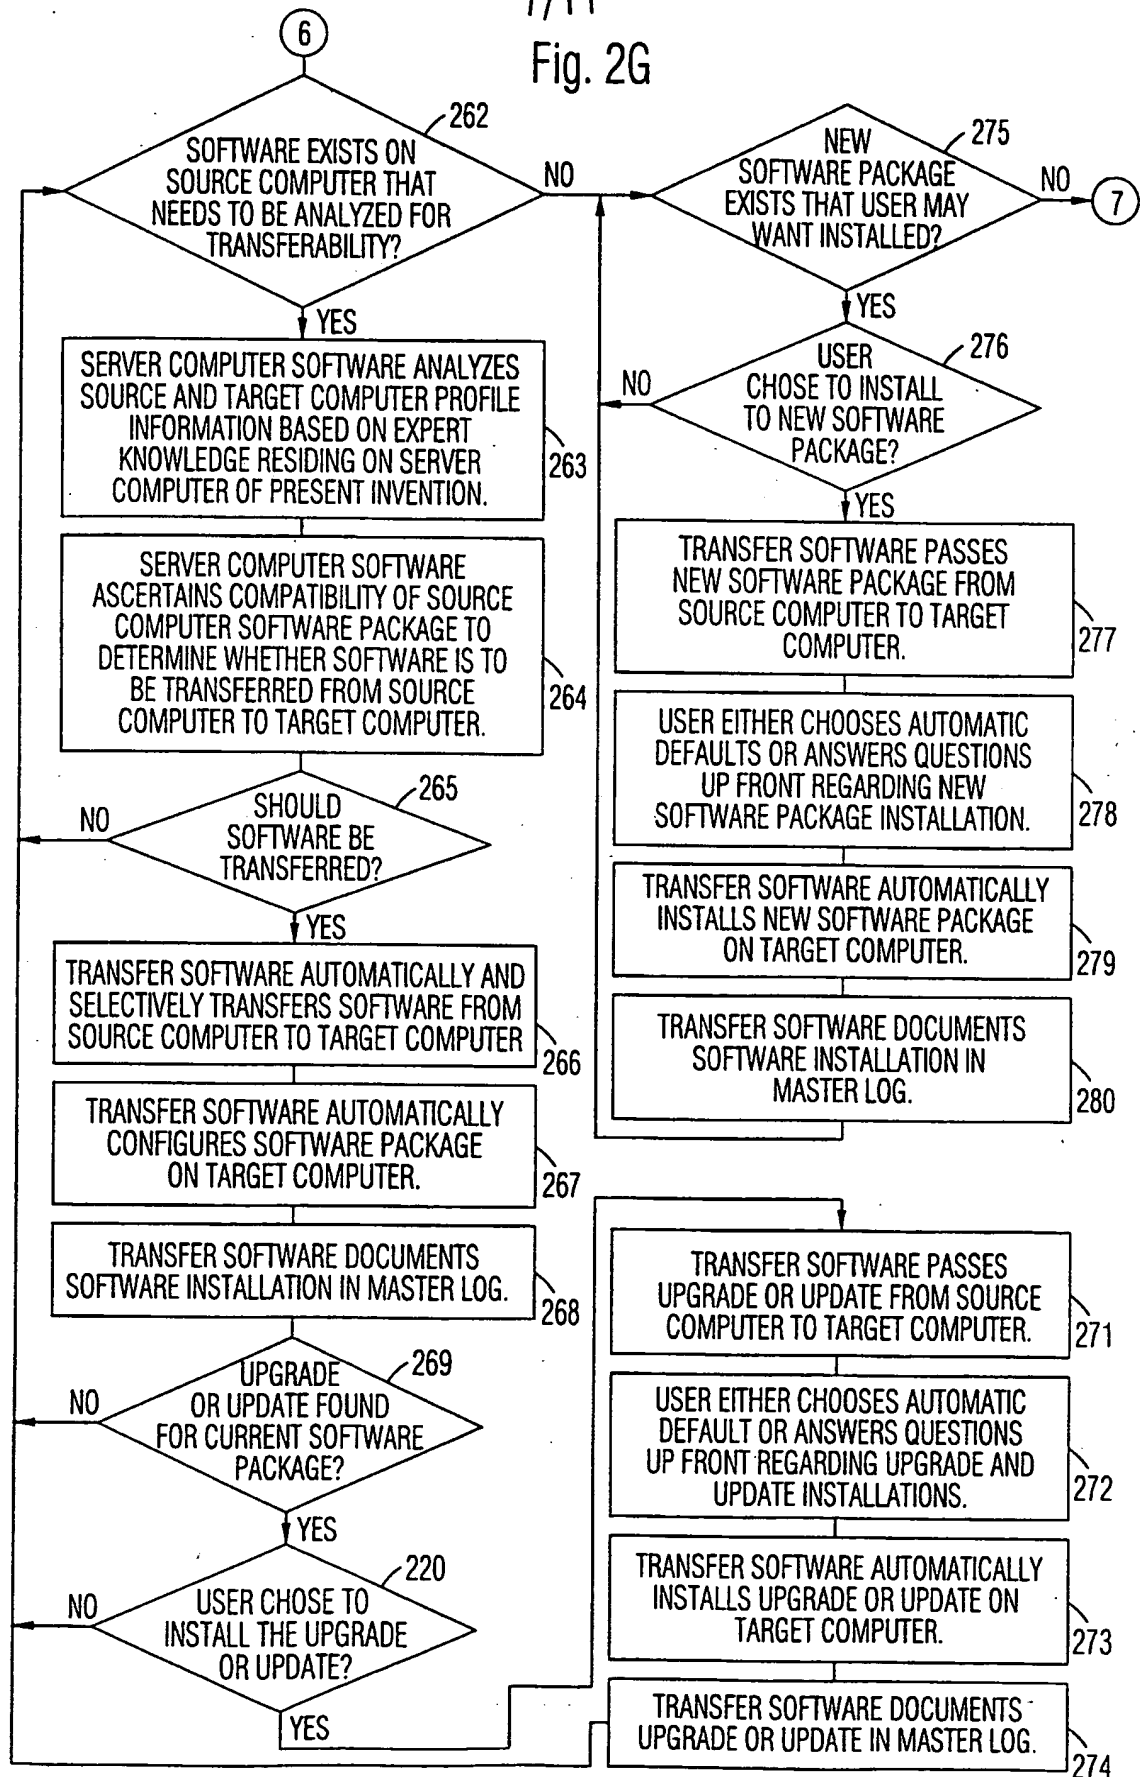 Fig. 2G
6
262
SOFTWARE EXISTS ON
SOURCE COMPUTER THAT
NEEDS TO BE ANALYZED FOR
TRANSFERABILITY?
NO
YES
SERVER COMPUTER SOFTWARE ANALYZES
SOURCE AND TARGET COMPUTER PROFILE
INFORMATION BASED ON EXPERT
KNOWLEDGE RESIDING ON SERVER
COMPUTER OF PRESENT INVENTION.
263
SERVER COMPUTER SOFTWARE
ASCERTAINS COMPATIBILITY OF SOURCE
COMPUTER SOFTWARE PACKAGE TO
DETERMINE WHETHER SOFTWARE IS TO
BE TRANSFERRED FROM SOURCE
COMPUTER TO TARGET COMPUTER.
264
265
SHOULD
SOFTWARE BE
TRANSFERRED?
NO
YES
TRANSFER SOFTWARE AUTOMATICALLY AND
SELECTIVELY TRANSFERS SOFTWARE FROM
SOURCE COMPUTER TO TARGET COMPUTER
266
TRANSFER SOFTWARE AUTOMATICALLY
CONFIGURES SOFTWARE PACKAGE
ON TARGET COMPUTER.
267
TRANSFER SOFTWARE DOCUMENTS
SOFTWARE INSTALLATION IN MASTER LOG.
268
269
UPGRADE
OR UPDATE FOUND
FOR CURRENT SOFTWARE
PACKAGE?
NO
YES
220
USER CHOSE TO
INSTALL THE UPGRADE
OR UPDATE?
NO
YES
275
NEW
SOFTWARE PACKAGE
EXISTS THAT USER MAY
WANT INSTALLED?
NO
7
YES
276
USER
CHOSE TO INSTALL
TO NEW SOFTWARE
PACKAGE?
NO
YES
TRANSFER SOFTWARE PASSES
NEW SOFTWARE PACKAGE FROM
SOURCE COMPUTER TO TARGET
COMPUTER.
277
USER EITHER CHOOSES AUTOMATIC
DEFAULTS OR ANSWERS QUESTIONS
UP FRONT REGARDING NEW
SOFTWARE PACKAGE INSTALLATION.
278
TRANSFER SOFTWARE AUTOMATICALLY
INSTALLS NEW SOFTWARE PACKAGE
ON TARGET COMPUTER.
279
TRANSFER SOFTWARE DOCUMENTS
SOFTWARE INSTALLATION IN
MASTER LOG.
280
TRANSFER SOFTWARE PASSES
UPGRADE OR UPDATE FROM SOURCE
COMPUTER TO TARGET COMPUTER.
271
USER EITHER CHOOSES AUTOMATIC
DEFAULT OR ANSWERS QUESTIONS
UP FRONT REGARDING UPGRADE AND
UPDATE INSTALLATIONS.
272
TRANSFER SOFTWARE AUTOMATICALLY
INSTALLS UPGRADE OR UPDATE ON
TARGET COMPUTER.
273
TRANSFER SOFTWARE DOCUMENTS
UPGRADE OR UPDATE IN MASTER LOG.
274